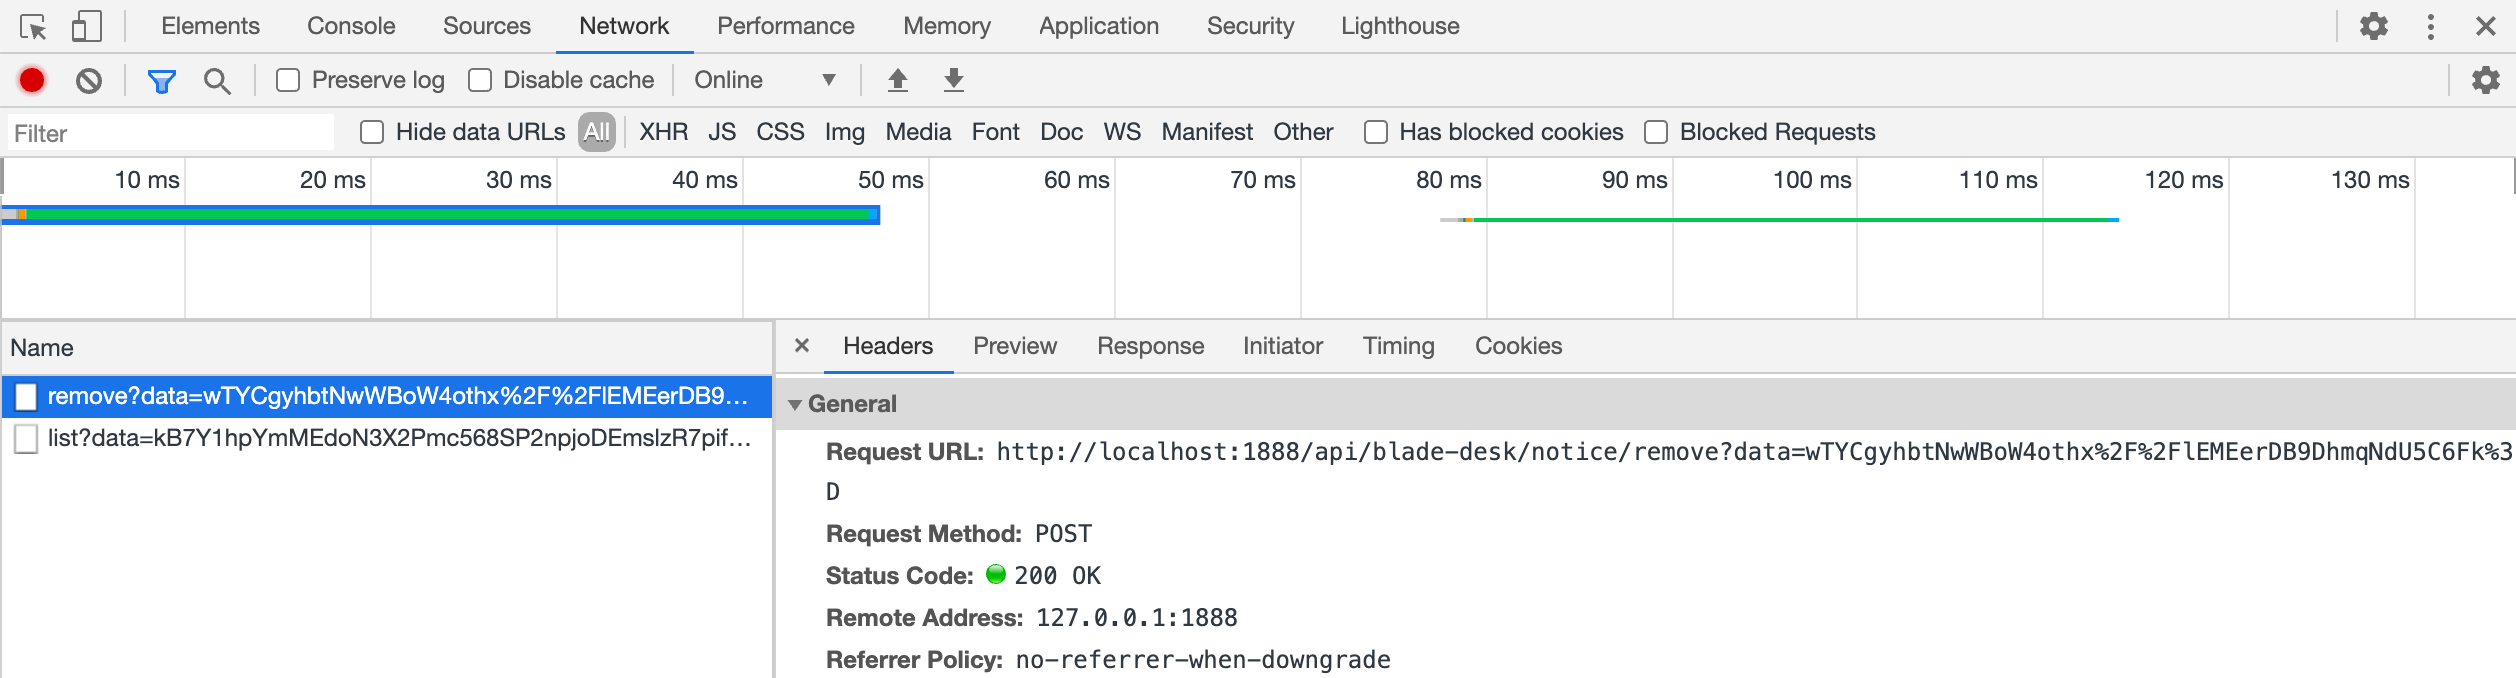 Elements Console Sources Network Performance Memory Application Security Lighthouse
Preserve log Disable cache Online
Filter Hide data URLs All XHR JS CSS Img Media Font Doc WS Manifest Other Has blocked cookies Blocked Requests
10 ms 20 ms 30 ms 40 ms 50 ms 60 ms 70 ms 80 ms 90 ms 100 ms 110 ms 120 ms 130 ms
Name
remove?data=wTYCgyhbtNwWBoW4othx%2F%2FlEMEerDB9…
list?data=kB7Y1hpYmMEdoN3X2Pmc568SP2npjoDEmslzR7pif…
Headers Preview Response Initiator Timing Cookies
General
Request URL: http://localhost:1888/api/blade-desk/notice/remove?data=wTYCgyhbtNwWBoW4othx%2F%2FlEMEerDB9DhmqNdU5C6Fk%3
D
Request Method: POST
Status Code: 200 OK
Remote Address: 127.0.0.1:1888
Referrer Policy: no-referrer-when-downgrade